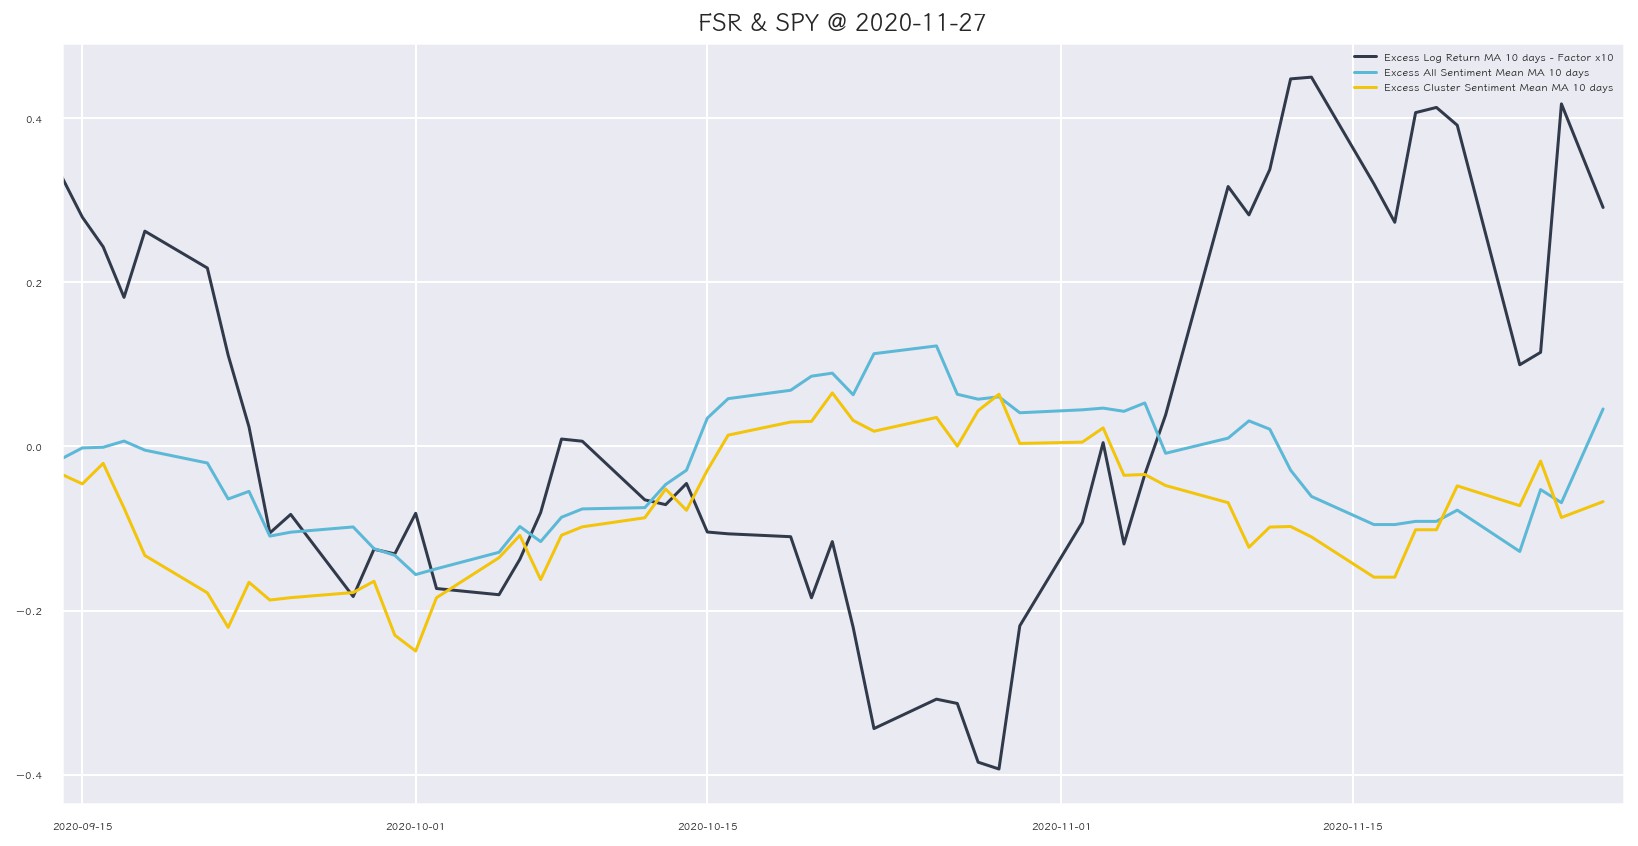 FSR & SPY @ 2020-11-27
Excess Log Return MA 10 days - Factor x10
Excess All Sentiment Mean MA 10 days
Excess Cluster Sentiment Mean MA 10 days
0.4
0.2
0.0
−0.2
−0.4
2020-09-15 2020-10-01 2020-10-15 2020-11-01 2020-11-15